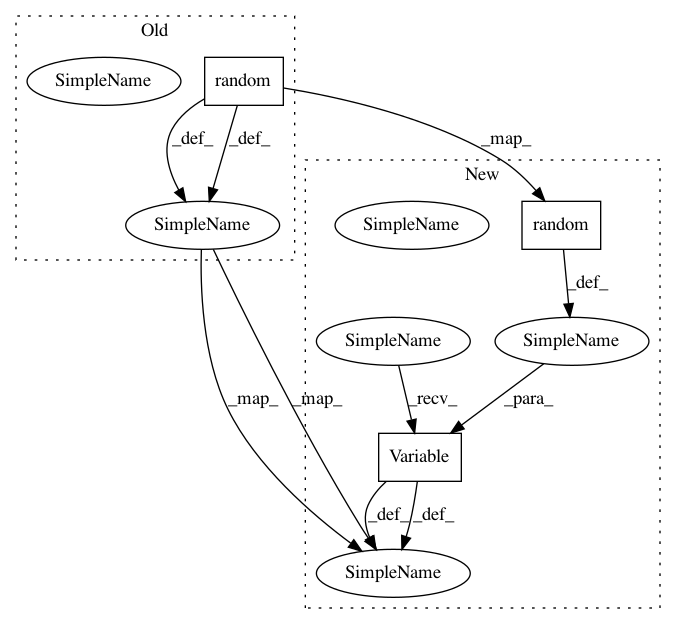 Old
SimpleName
random
_def_
_def_
_map_
New
SimpleName
SimpleName
random
_def_
SimpleName
SimpleName
_map_
_map_
_recv_
_para_
Variable
_def_
_def_
SimpleName